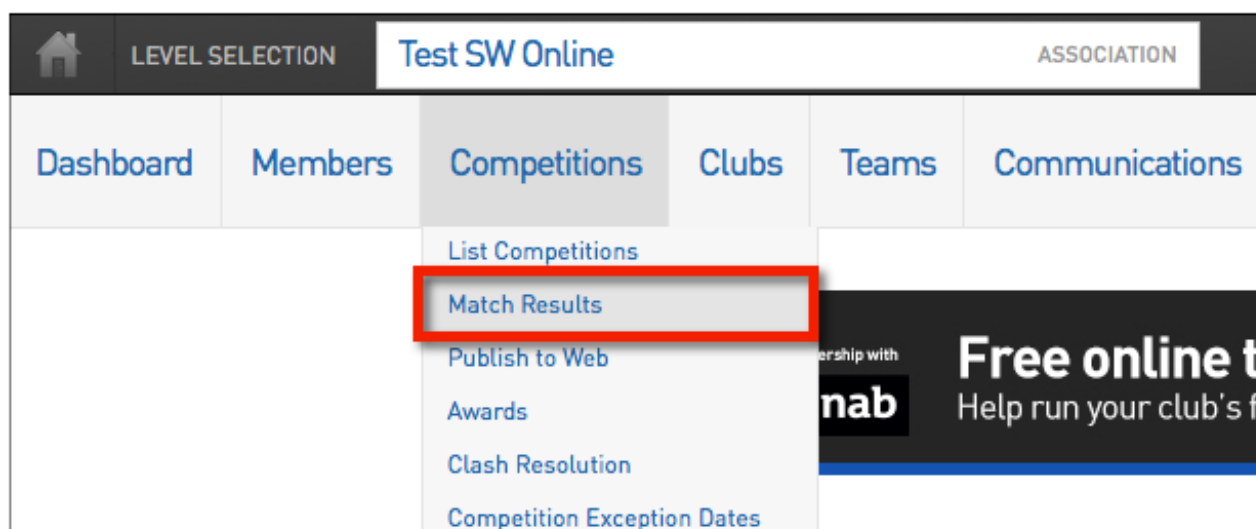 LEVEL SELECTION Test SW Online ASSOCIATION
Dashboard Members Competitions Clubs Teams Communications
List Competitions
Match Results
Publish to Web
Awards
Clash Resolution
Competition Exception Dates
ership with
nab
Free online t
Help run your club's f